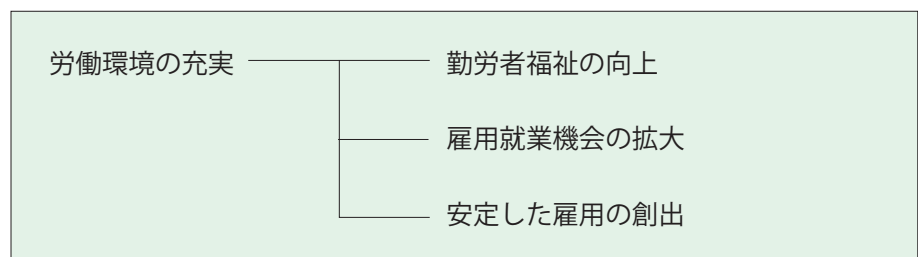 労働環境の充実 勤労者福祉の向上
雇用就業機会の拡大
安定した雇用の創出